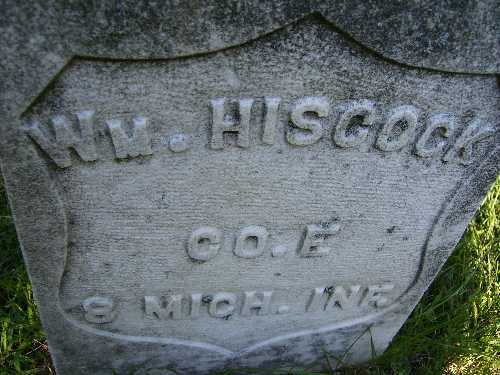 WM. HISCOCK
CO. E
8 MICH. INF.